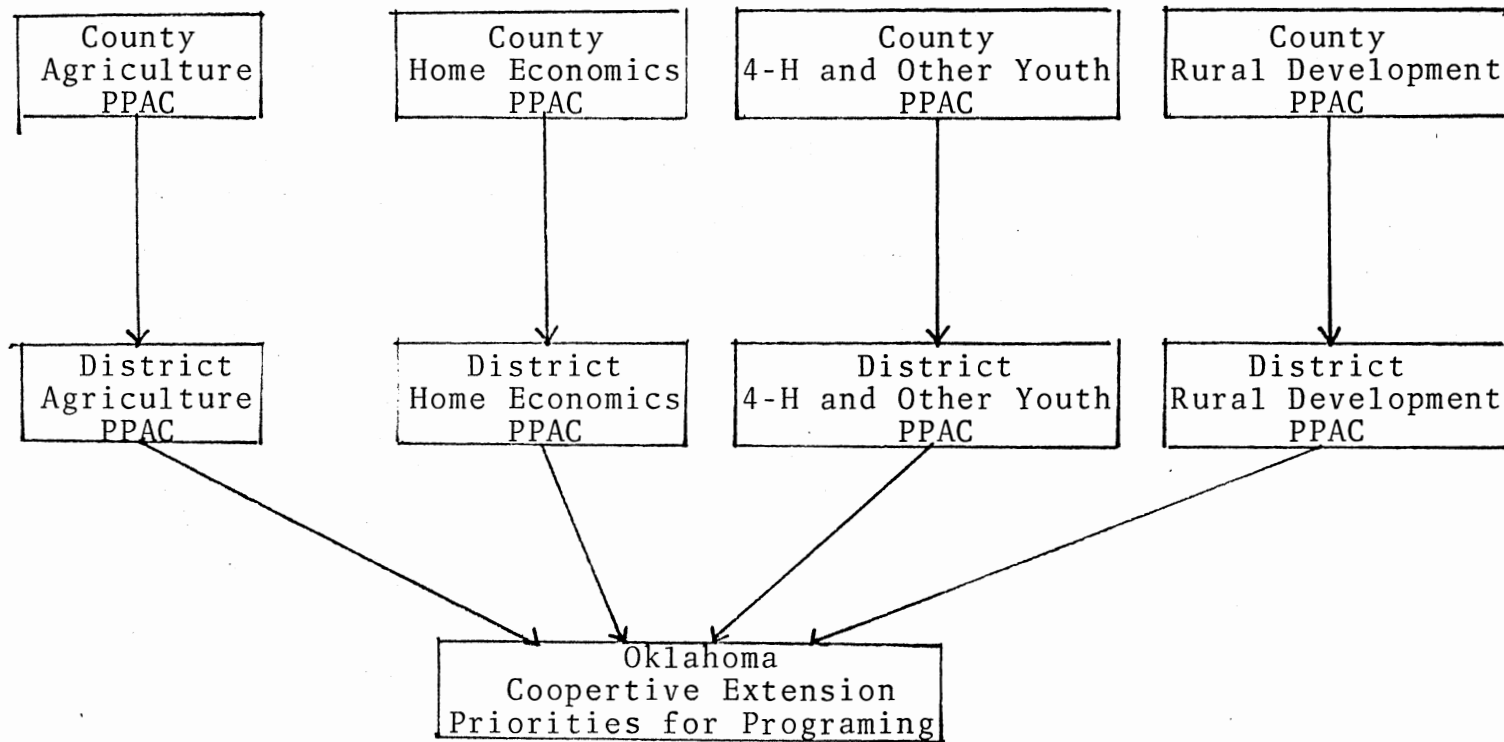 County
Agriculture
PPAC
County
Home Economics
PPAC
County
4-H and Other Youth
PPAC
County
Rural Development
PPAC
District
Agriculture
PPAC
District
Home Economics
PPAC
District
4-H and Other Youth
PPAC
District
Rural Development
PPAC
Oklahoma
Coopertive Extension
Priorities for Programing